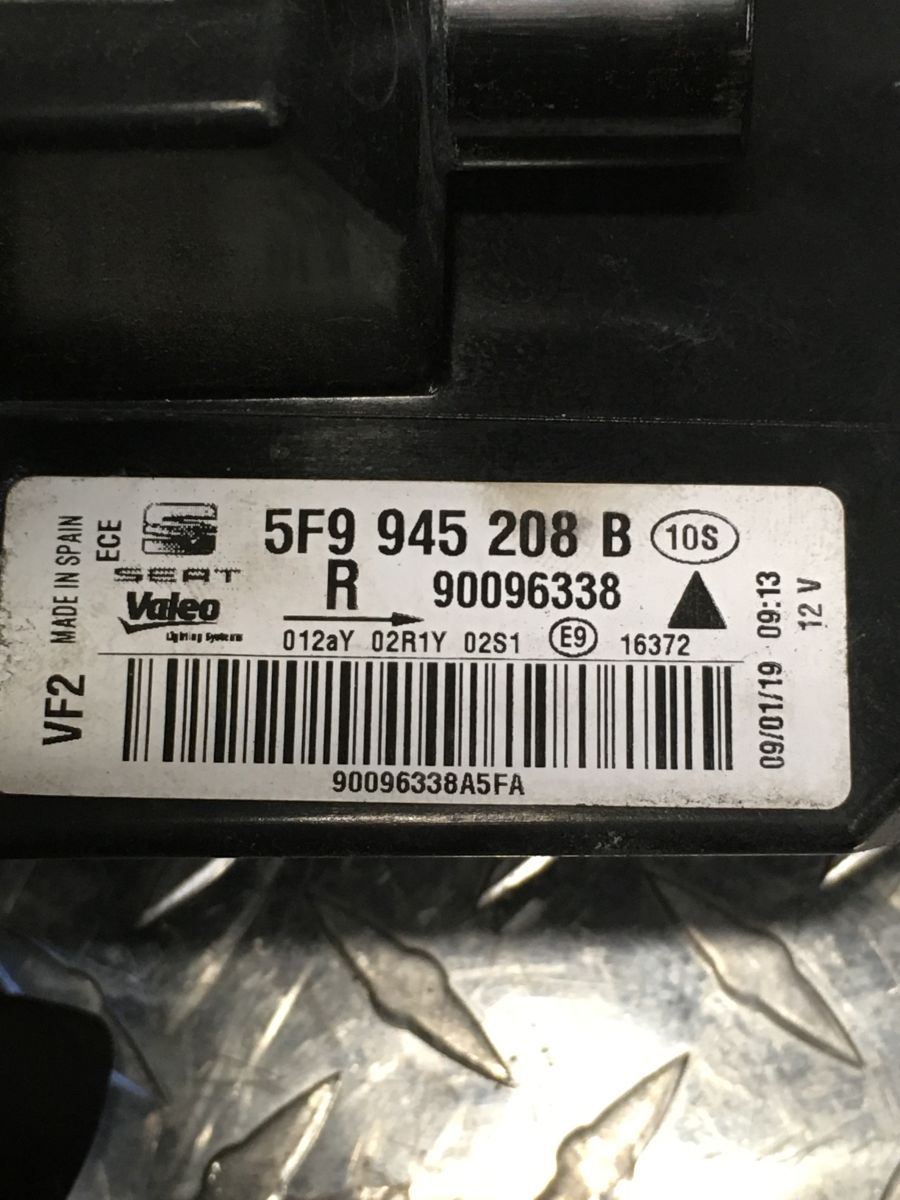 VF2
MADE IN SPAIN
ECE
SEAT
Valeo
Lighting Systems
5F9 945 208 B 10S
R 90096338
012aY 02R1Y 02S1 E9 16372
90096338A5FA
09/01/19 09:13
12 V